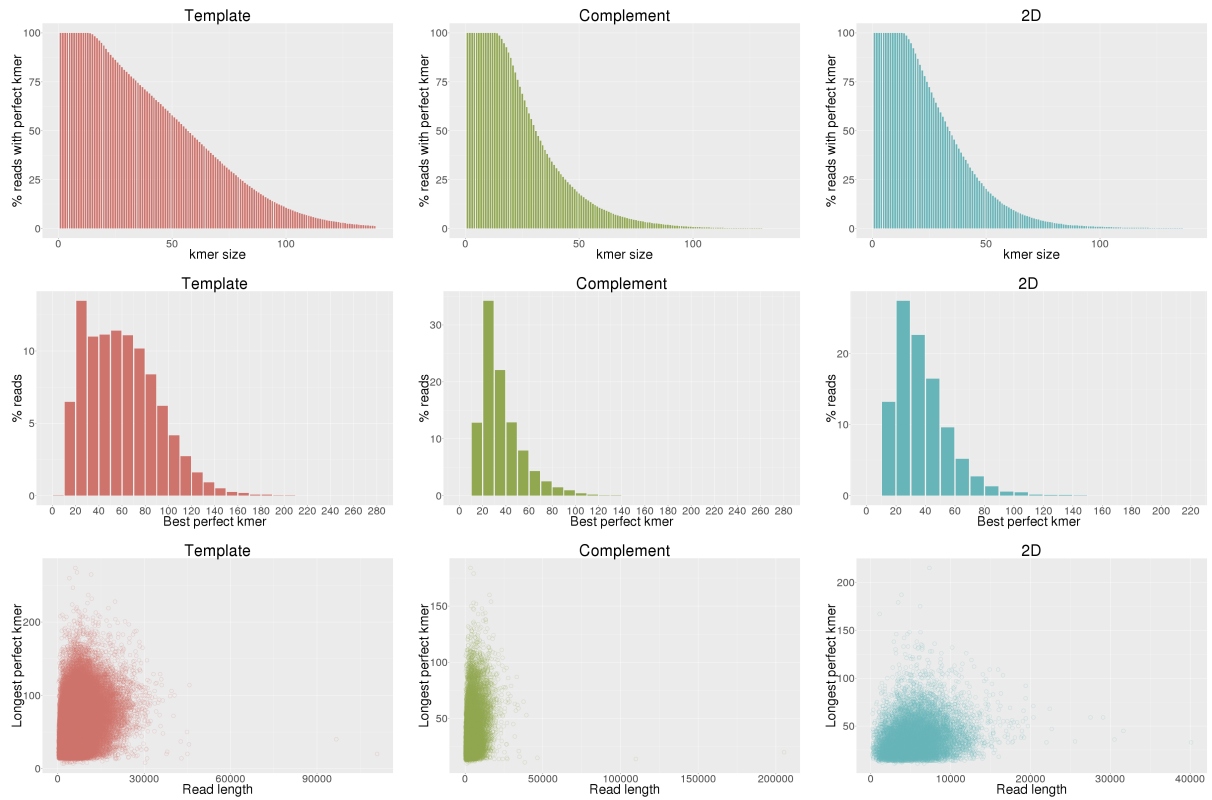 Template
Complement
2D
% reads with perfect kmer
100
75
50
25
0
0 50 100
kmer size
% reads with perfect kmer
100
75
50
25
0
0 50 100
kmer size
% reads with perfect kmer
100
75
50
25
0
0 50 100
kmer size
Template
Complement
2D
% reads
10
5
0
0 20 40 60 80 100 120 140 160 180 200 220 240 260 280
Best perfect kmer
% reads
30
20
10
0
0 20 40 60 80 100 120 140 160 180 200 220 240 260 280
Best perfect kmer
% reads
20
10
0
0 20 40 60 80 100 120 140 160 180 200 220
Best perfect kmer
Template
Complement
2D
Longest perfect kmer
200
100
0
0 30000 60000 90000
Read length
Longest perfect kmer
150
100
50
0 50000 100000 150000 200000
Read length
Longest perfect kmer
200
150
100
50
0 10000 20000 30000 40000
Read length